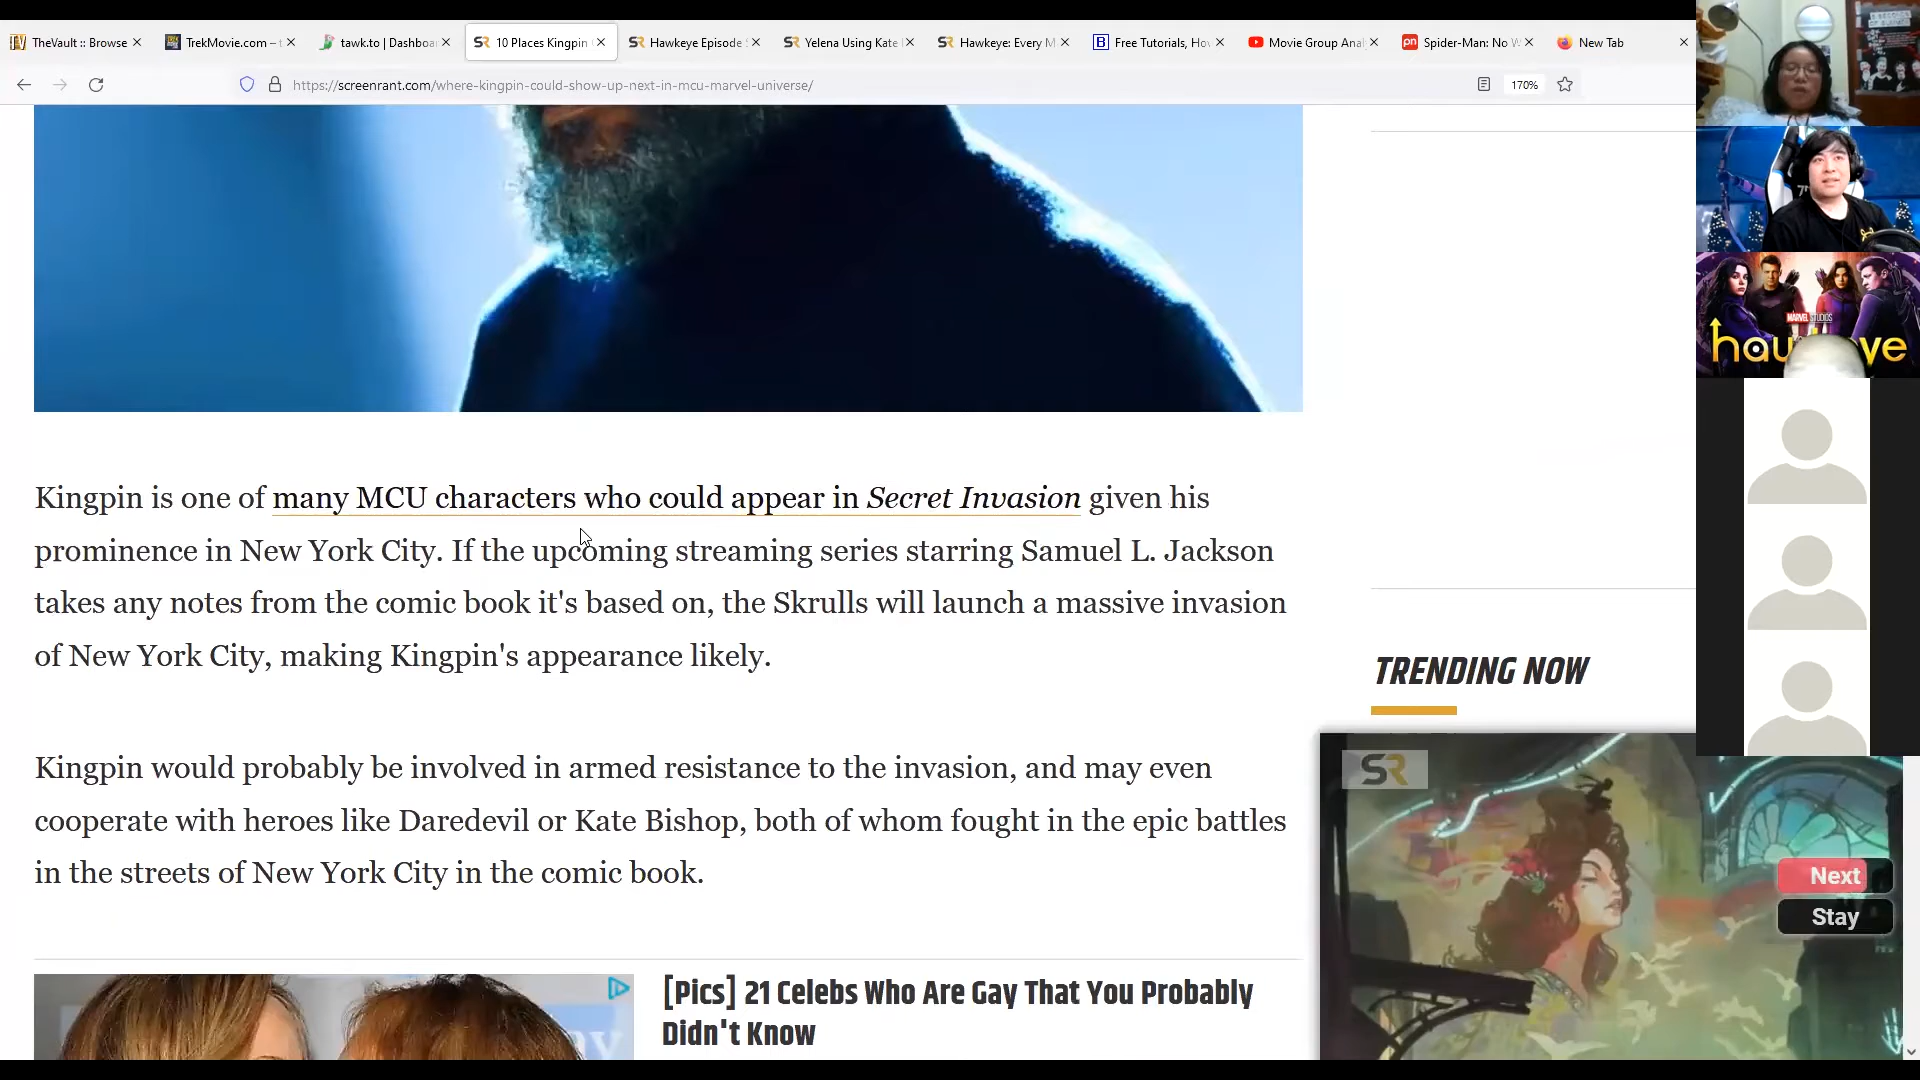 TheVault :: Browse
TrekMovie.com – t
tawk.to | Dashboa
10 Places Kingpin
Hawkeye Episode
Yelena Using Kate
Hawkeye: Every M
Free Tutorials, Ho
Movie Group Ana
Spider-Man: No W
New Tab
https://screenrant.com/where-kingpin-could-show-up-next-in-mcu-marvel-universe/
170%
MARVEL STUDIOS
Kingpin is one of many MCU characters who could appear in Secret Invasion given his
prominence in New York City. If the upcoming streaming series starring Samuel L. Jackson
takes any notes from the comic book it's based on, the Skrulls will launch a massive invasion
of New York City, making Kingpin's appearance likely.
TRENDING NOW
SR
Kingpin would probably be involved in armed resistance to the invasion, and may even
cooperate with heroes like Daredevil or Kate Bishop, both of whom fought in the epic battles
in the streets of New York City in the comic book.
Next
Stay
[Pics] 21 Celebs Who Are Gay That You Probably
Didn't Know